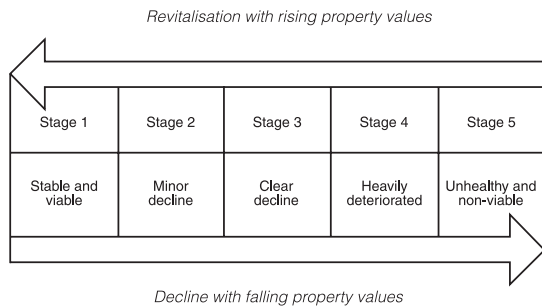 Revitalisation with rising property values
Stage 1
Stage 2
Stage 3
Stage 4
Stage 5
Stable and
viable
Minor
decline
Clear
decline
Heavily
deteriorated
Unhealthy and
non-viable
Decline with falling property values